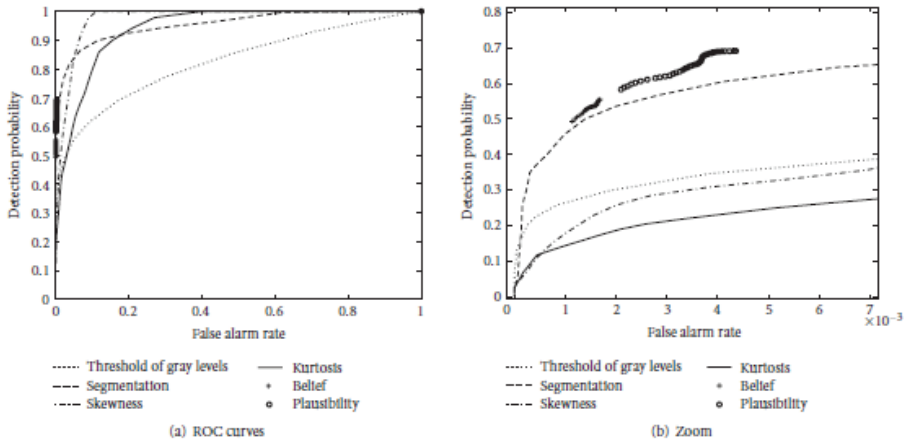 1
0.9
0.8
0.7
0.6
0.5
0.4
0.3
0.2
0.1
0
Detection probability
0 0.2 0.4 0.6 0.8 1
False alarm rate
Threshold of gray levels
Segmentation
Skewness
Kurtosis
Belief
Plausibility
(a) ROC curves
0.8
0.7
0.6
0.5
0.4
0.3
0.2
0.1
0
Detection probability
0 1 2 3 4 5 6 7
×10−3
False alarm rate
Threshold of gray levels
Segmentation
Skewness
Kurtosis
Belief
Plausibility
(b) Zoom